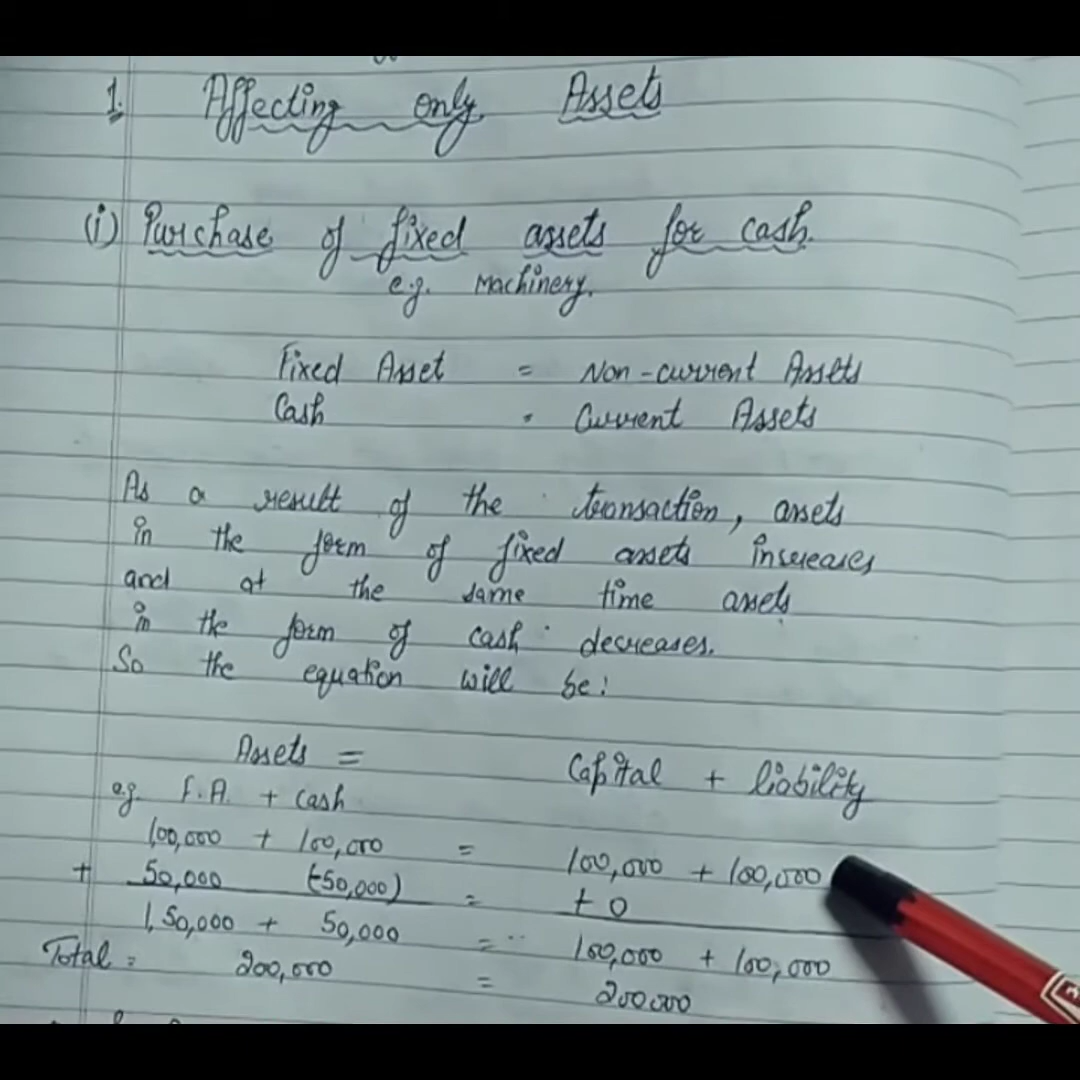 1. Affecting only Assets
(i) Purchase of fixed assets for cash.
e.g. Machinery.
Fixed Asset = Non-current Assets
Cash = Current Assets
As a result of the transaction, assets
in the form of fixed assets increases
and at the same time assets
in the form of cash decreases.
So the equation will be:
Assets = Capital + liability
e.g. F.A. + cash
100,000 + 100,000 = 100,000 + 100,000
+ 50,000 (-50,000) = + 0
1,50,000 + 50,000 = 100,000 + 100,000
Total = 200,000 = 200000